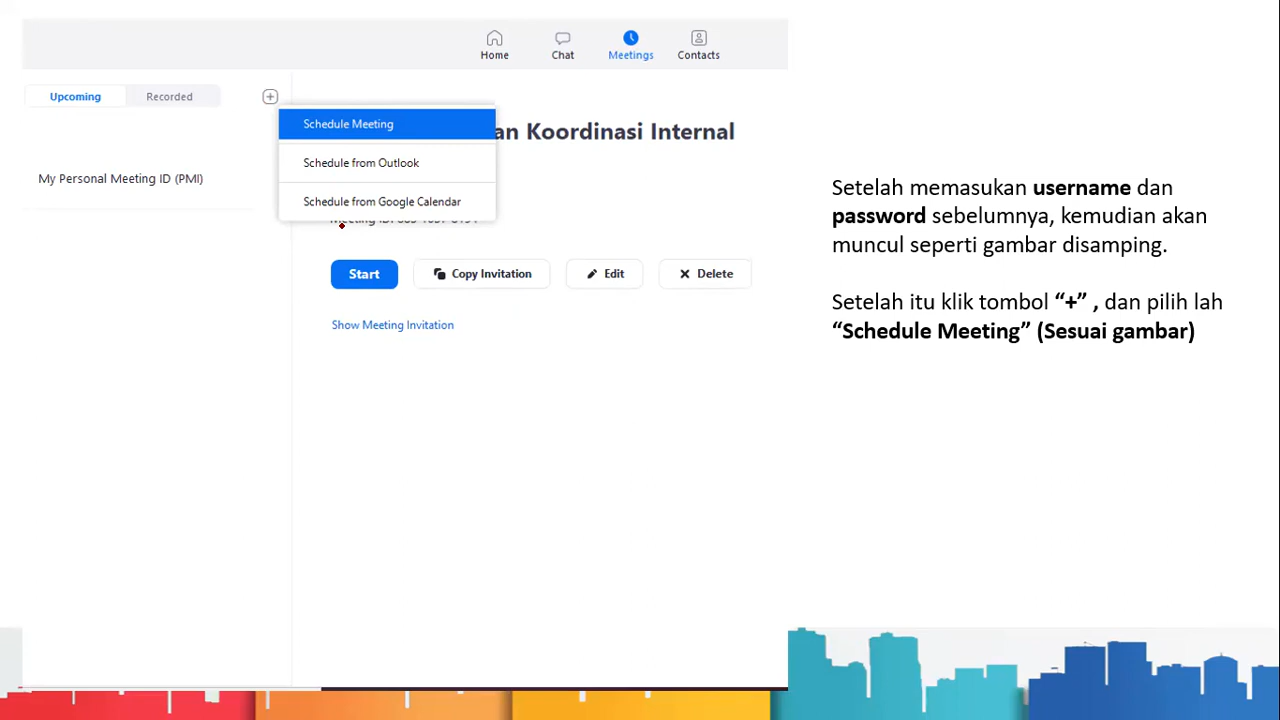 Home Chat Meetings Contacts
Upcoming Recorded
Schedule Meeting
an Koordinasi Internal
Schedule from Outlook
My Personal Meeting ID (PMI)
Schedule from Google Calendar
Start Copy Invitation Edit Delete
Show Meeting Invitation
Setelah memasukan username dan
password sebelumnya, kemudian akan
muncul seperti gambar disamping.
Setelah itu klik tombol “+” , dan pilih lah
“Schedule Meeting” (Sesuai gambar)